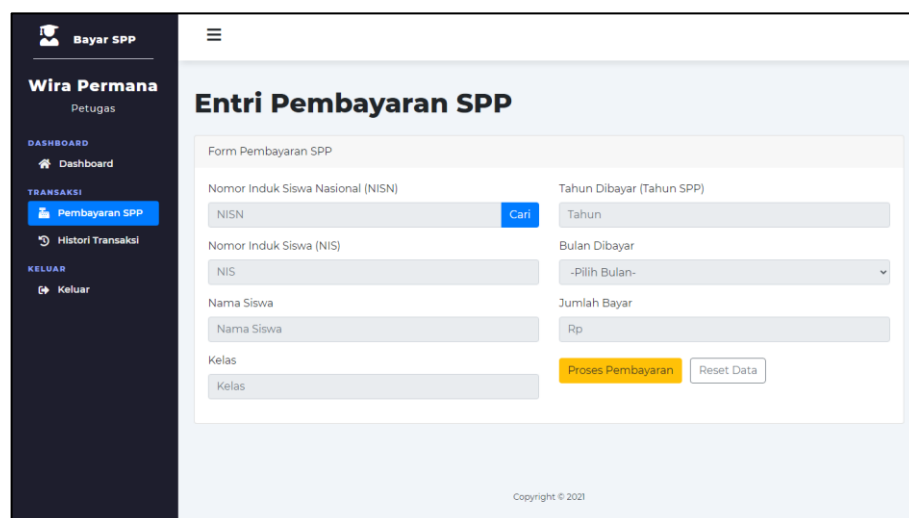 Bayar SPP
Wira Permana
Petugas
DASHBOARD
Dashboard
TRANSAKSI
Pembayaran SPP
Histori Transaksi
KELUAR
Keluar
Entri Pembayaran SPP
Form Pembayaran SPP
Nomor Induk Siswa Nasional (NISN)
NISN Cari
Nomor Induk Siswa (NIS)
NIS
Nama Siswa
Nama Siswa
Kelas
Kelas
Tahun Dibayar (Tahun SPP)
Tahun
Bulan Dibayar
-Pilih Bulan-
Jumlah Bayar
Rp
Proses Pembayaran Reset Data
Copyright © 2021